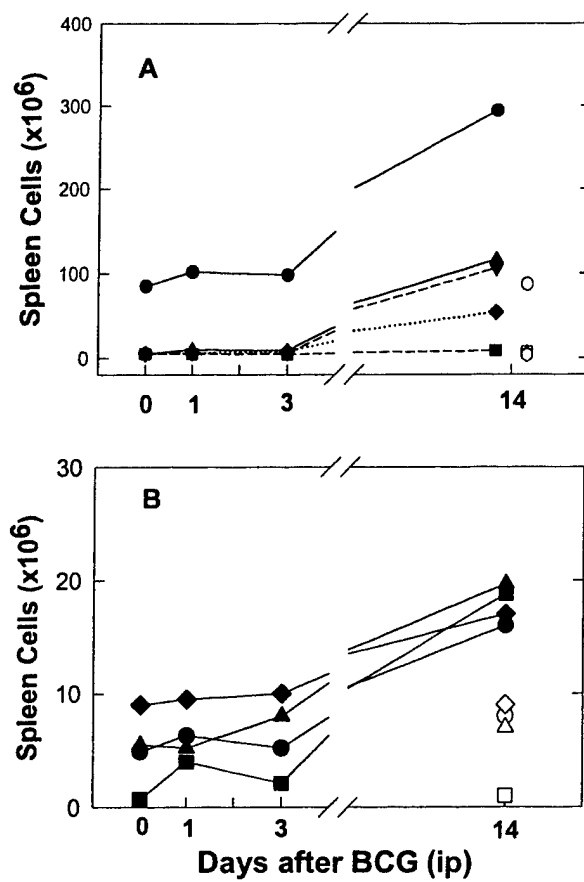 400
A
300
200
100
0
Spleen Cells (x10⁶)
0 1 3 14
30
B
20
10
0
Spleen Cells (x10⁶)
0 1 3 14
Days after BCG (ip)